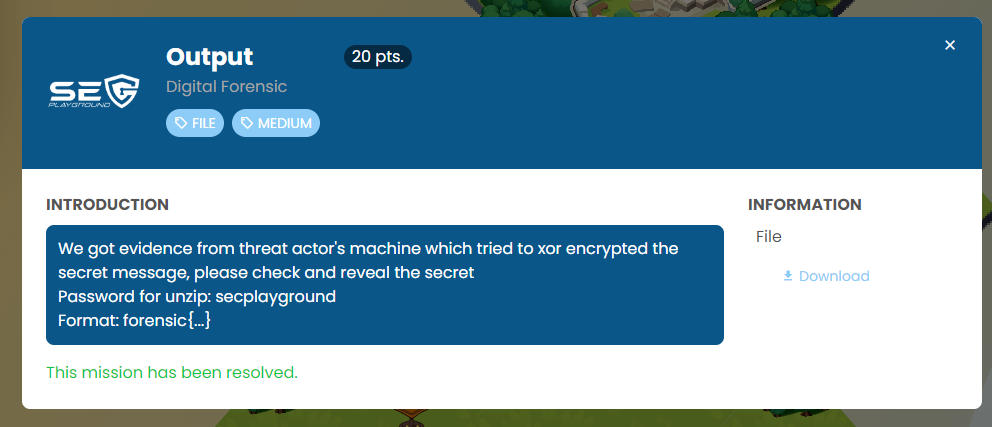 Output
20 pts.
SEC
PLAYGROUND
Digital Forensic
FILE
MEDIUM
INTRODUCTION
We got evidence from threat actor's machine which tried to xor encrypted the
secret message, please check and reveal the secret
Password for unzip: secplayground
Format: forensic{...}
This mission has been resolved.
INFORMATION
File
Download